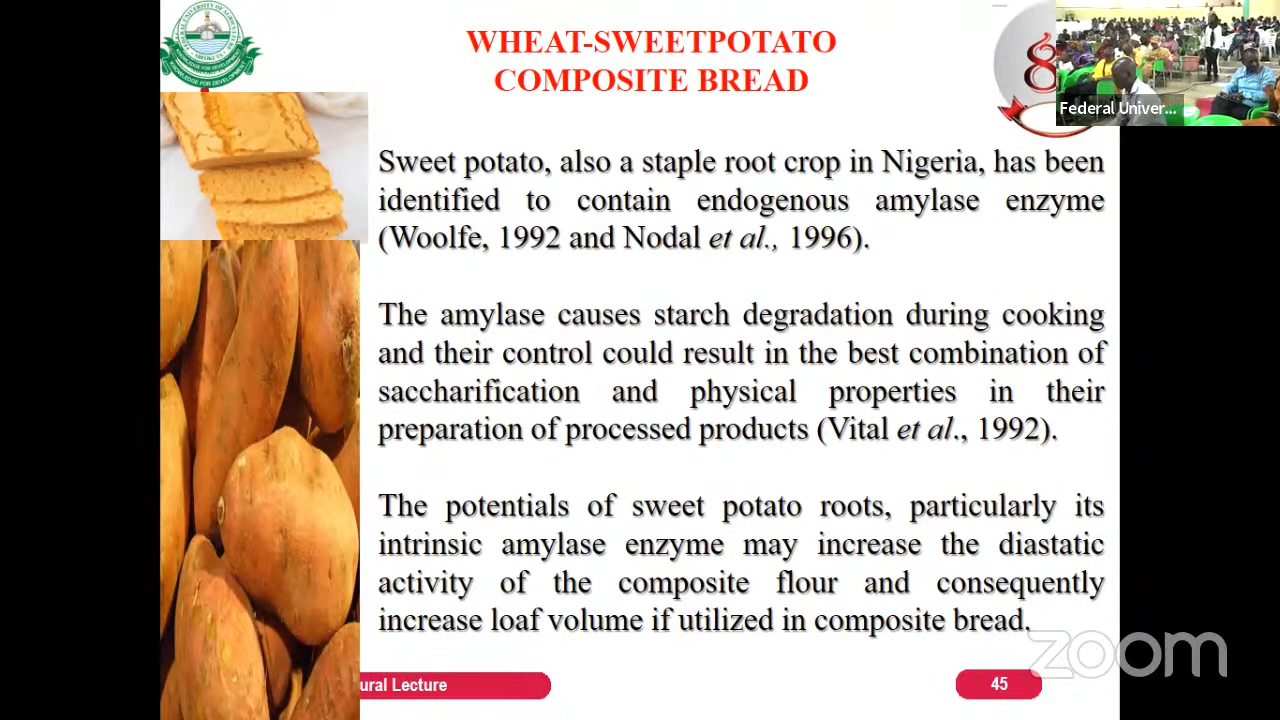 WHEAT-SWEETPOTATO
COMPOSITE BREAD
Federal Univer...
Sweet potato, also a staple root crop in Nigeria, has been
identified to contain endogenous amylase enzyme
(Woolfe, 1992 and Nodal et al., 1996).
The amylase causes starch degradation during cooking
and their control could result in the best combination of
saccharification and physical properties in their
preparation of processed products (Vital et al., 1992).
The potentials of sweet potato roots, particularly its
intrinsic amylase enzyme may increase the diastatic
activity of the composite flour and consequently
increase loaf volume if utilized in composite bread.
zoom
ural Lecture
45